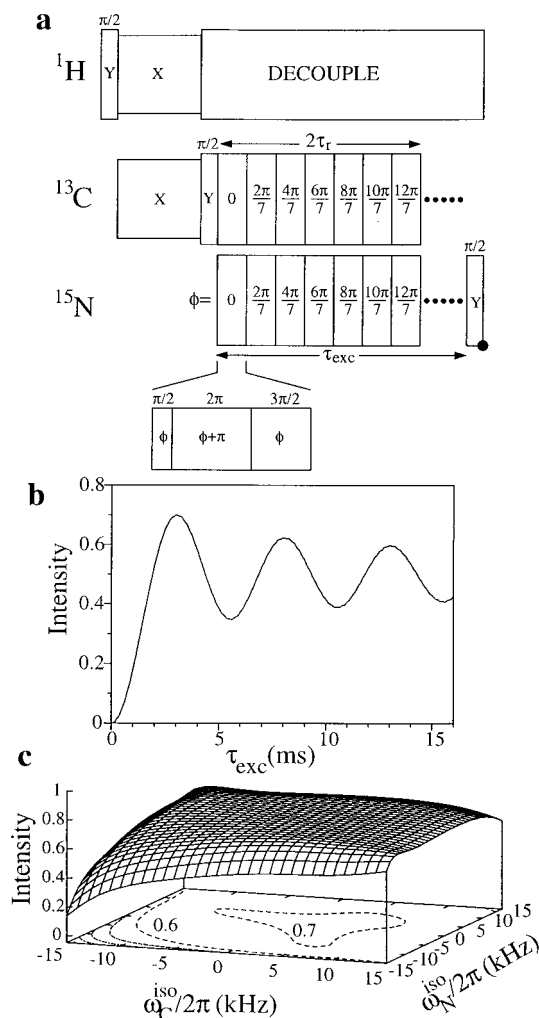 a
π/2
¹H Y X DECOUPLE
π/2 2τr
¹³C X Y 0 2π/7 4π/7 6π/7 8π/7 10π/7 12π/7
π/2
¹⁵N ϕ= 0 2π/7 4π/7 6π/7 8π/7 10π/7 12π/7 Y
τexc
π/2 2π 3π/2
ϕ ϕ+π ϕ
b
0.8
0.6
0.4
0.2
0
Intensity
0 5 10 15
τexc(ms)
c
1
0.8
0.6
0.4
0.2
0
Intensity
0.6 0.7
-15 -10 -5 0 5 10 15
ω_C^iso/2π (kHz)
-15 -10 -5 0 5 10 15
ω_N^iso/2π (kHz)